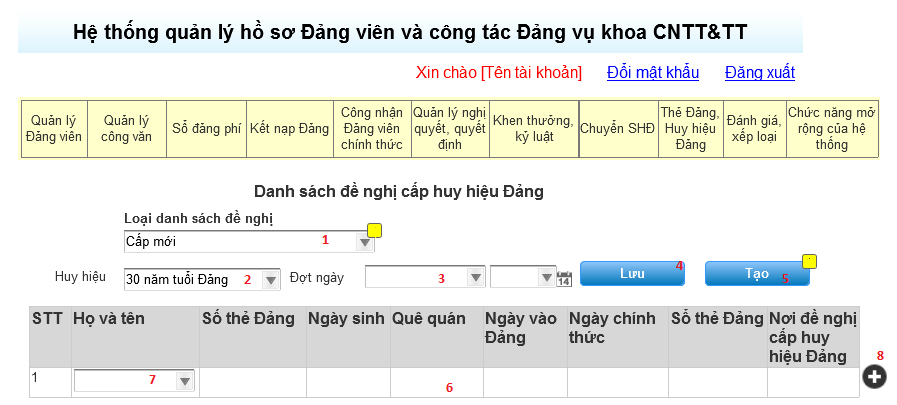 Hệ thống quản lý hồ sơ Đảng viên và công tác Đảng vụ khoa CNTT&TT
Xin chào [Tên tài khoản] Đổi mật khẩu Đăng xuất
Quản lý Đảng viên
Quản lý công văn
Sổ đảng phí
Kết nạp Đảng
Công nhận Đảng viên chính thức
Quản lý nghị quyết, quyết định
Khen thưởng, kỷ luật
Chuyển SHĐ
Thẻ Đảng, Huy hiệu Đảng
Đánh giá, xếp loại
Chức năng mở rộng của hệ thống
Danh sách đề nghị cấp huy hiệu Đảng
Loại danh sách đề nghị
Cấp mới 1
Huy hiệu 30 năm tuổi Đảng 2 Đợt ngày 3 14 Lưu 4 Tạo 5
STT
Họ và tên
Số thẻ Đảng
Ngày sinh
Quê quán
Ngày vào Đảng
Ngày chính thức
Số thẻ Đảng
Nơi đề nghị cấp huy hiệu Đảng
8
1 7 6